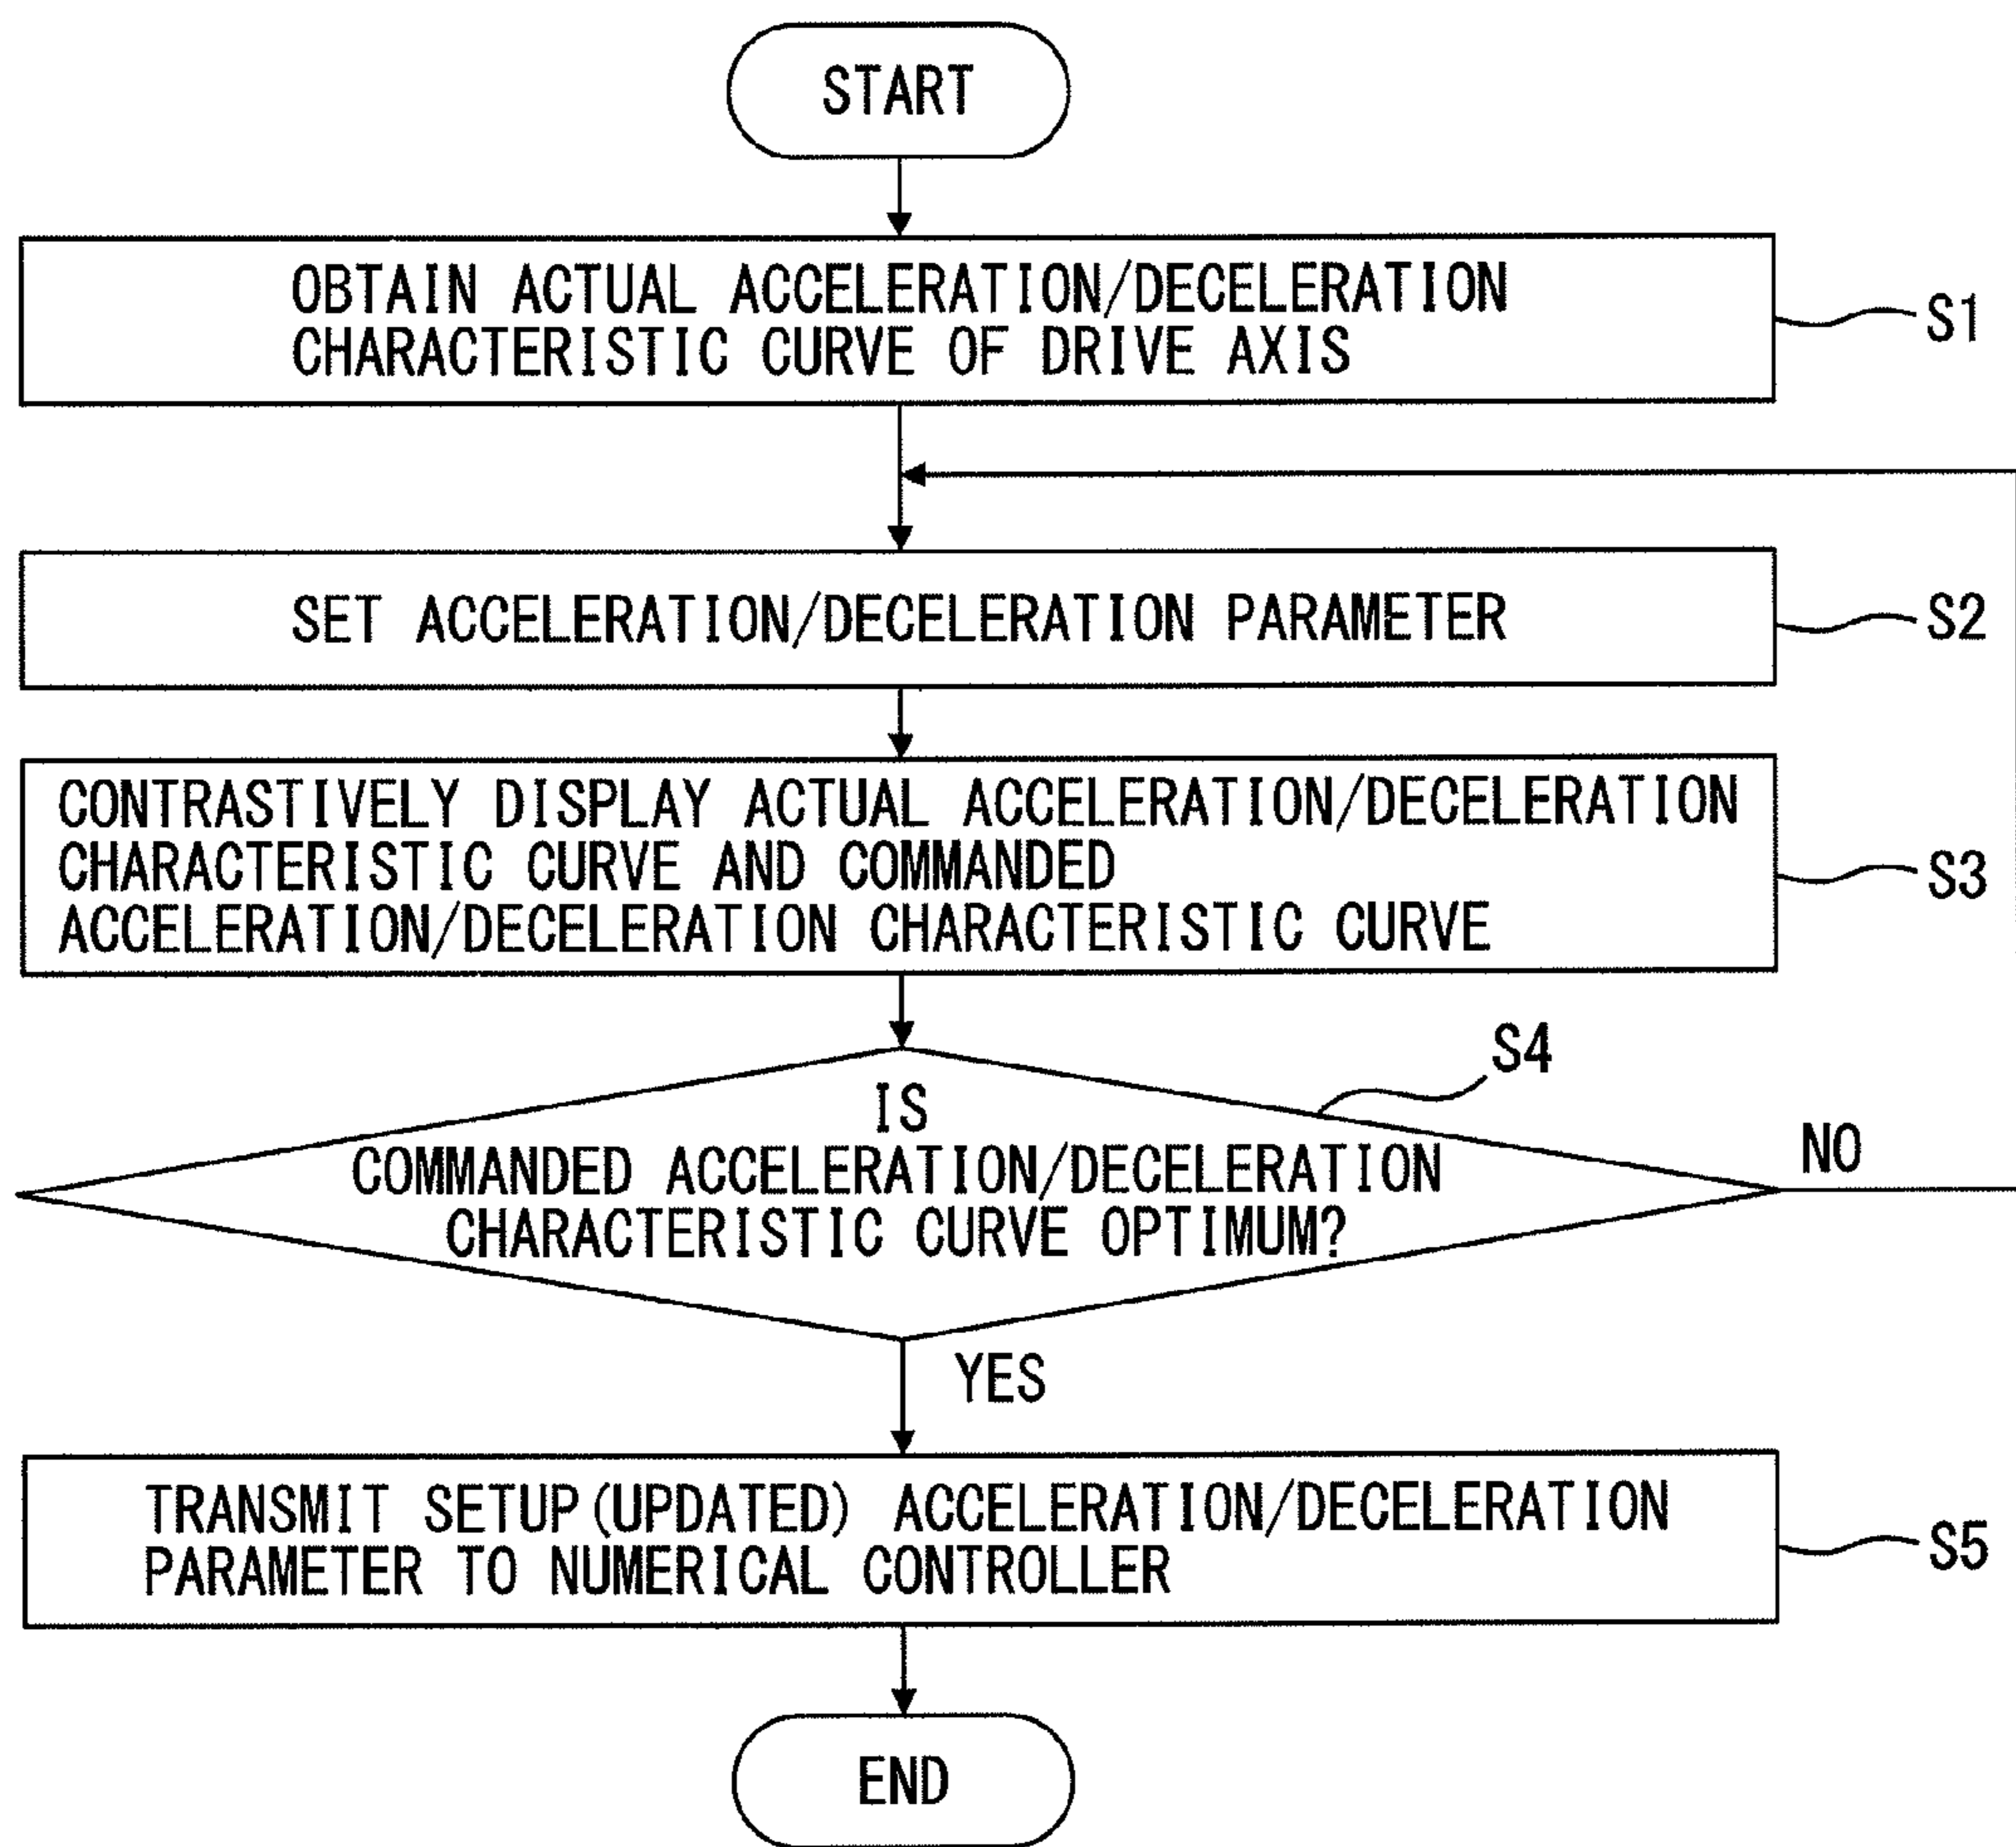 START
OBTAIN ACTUAL ACCELERATION/DECELERATION
CHARACTERISTIC CURVE OF DRIVE AXIS
S1
SET ACCELERATION/DECELERATION PARAMETER
S2
CONTRASTIVELY DISPLAY ACTUAL ACCELERATION/DECELERATION
CHARACTERISTIC CURVE AND COMMANDED
ACCELERATION/DECELERATION CHARACTERISTIC CURVE
S3
S4
IS
COMMANDED ACCELERATION/DECELERATION
CHARACTERISTIC CURVE OPTIMUM?
NO
YES
TRANSMIT SETUP(UPDATED) ACCELERATION/DECELERATION
PARAMETER TO NUMERICAL CONTROLLER
S5
END